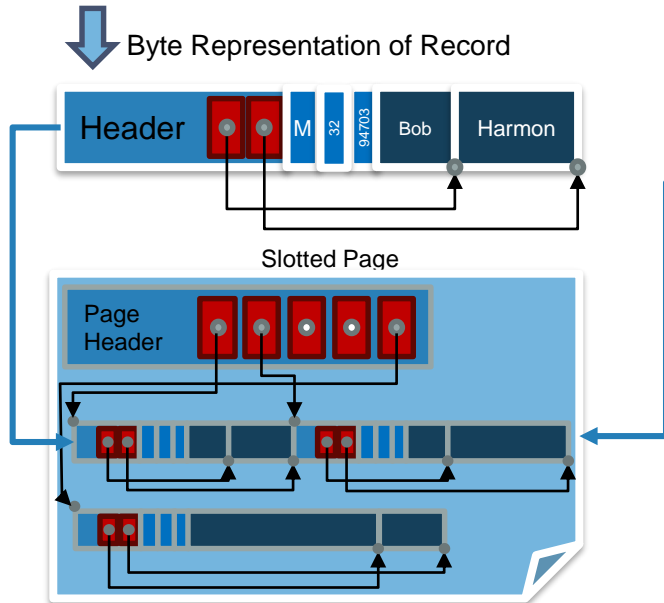 Byte Representation of Record
Header
M
32
94703
Bob
Harmon
Slotted Page
Page
Header